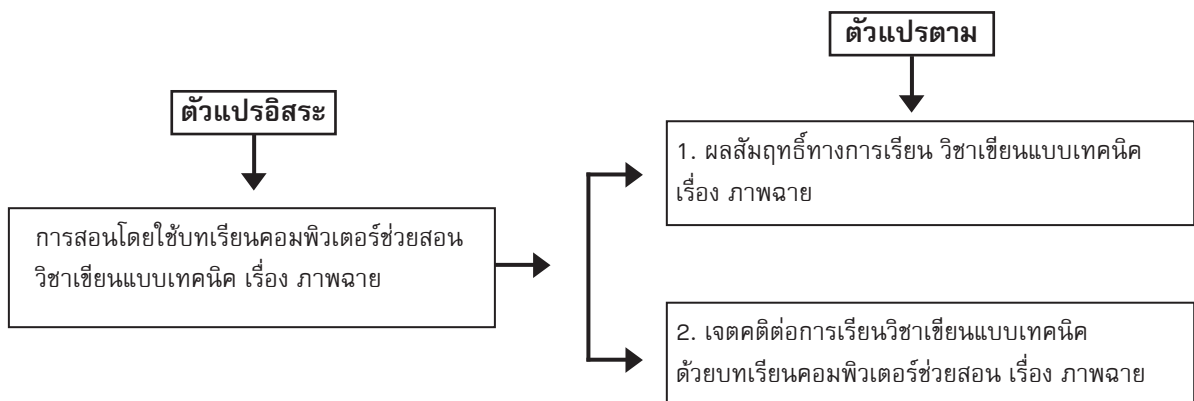 ตัวแปรอิสระ
การสอนโดยใช้บทเรียนคอมพิวเตอร์ช่วยสอน
วิชาเขียนแบบเทคนิค เรื่อง ภาพฉาย
ตัวแปรตาม
1. ผลสัมฤทธิ์ทางการเรียน วิชาเขียนแบบเทคนิค
เรื่อง ภาพฉาย
2. เจตคติต่อการเรียนวิชาเขียนแบบเทคนิค
ด้วยบทเรียนคอมพิวเตอร์ช่วยสอน เรื่อง ภาพฉาย